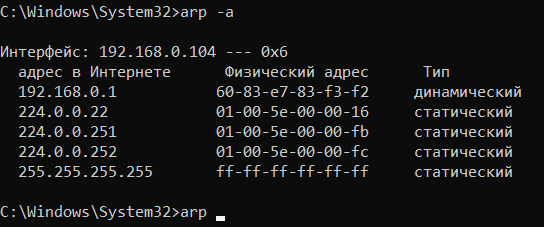 C:\Windows\System32>arp -a
Интерфейс: 192.168.0.104 --- 0x6
адрес в Интернете Физический адрес Тип
192.168.0.1 60-83-e7-83-f3-f2 динамический
224.0.0.22 01-00-5e-00-00-16 статический
224.0.0.251 01-00-5e-00-00-fb статический
224.0.0.252 01-00-5e-00-00-fc статический
255.255.255.255 ff-ff-ff-ff-ff-ff статический
C:\Windows\System32>arp